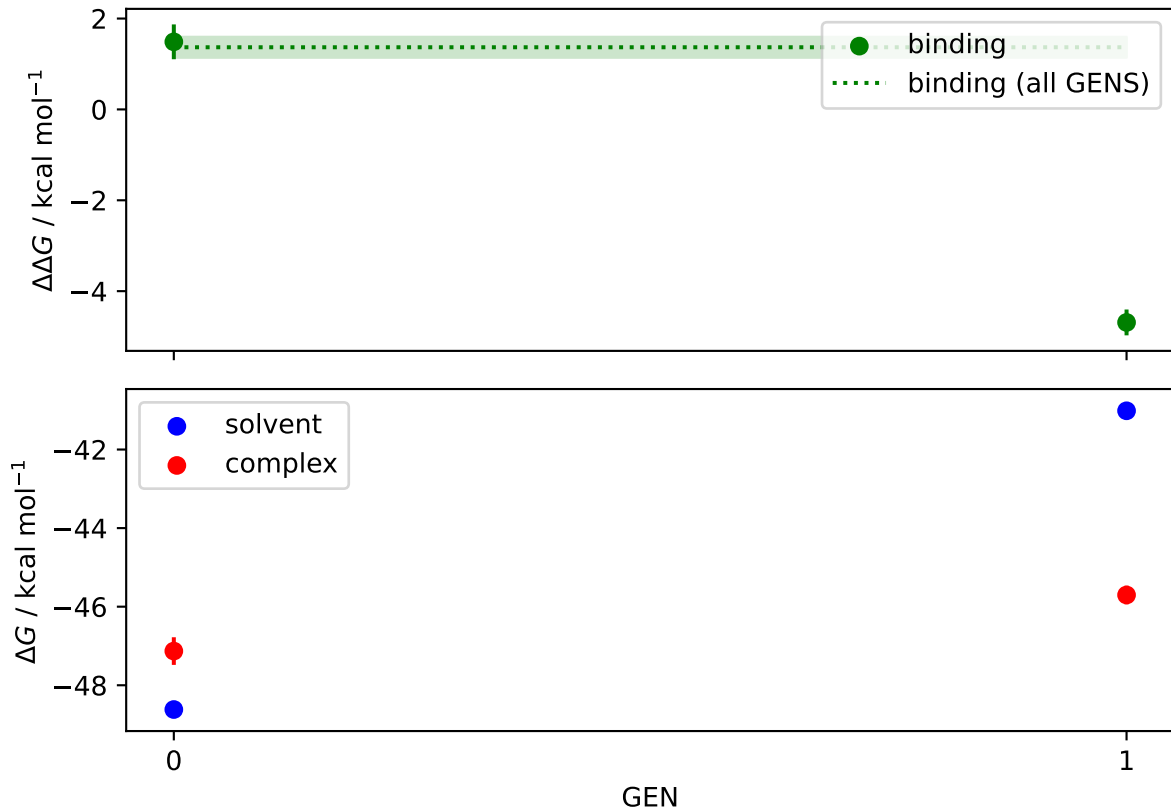 2
0
−2
−4
ΔΔG / kcal mol⁻¹
binding
binding (all GENS)
−42
−44
−46
−48
ΔG / kcal mol⁻¹
solvent
complex
0
1
GEN